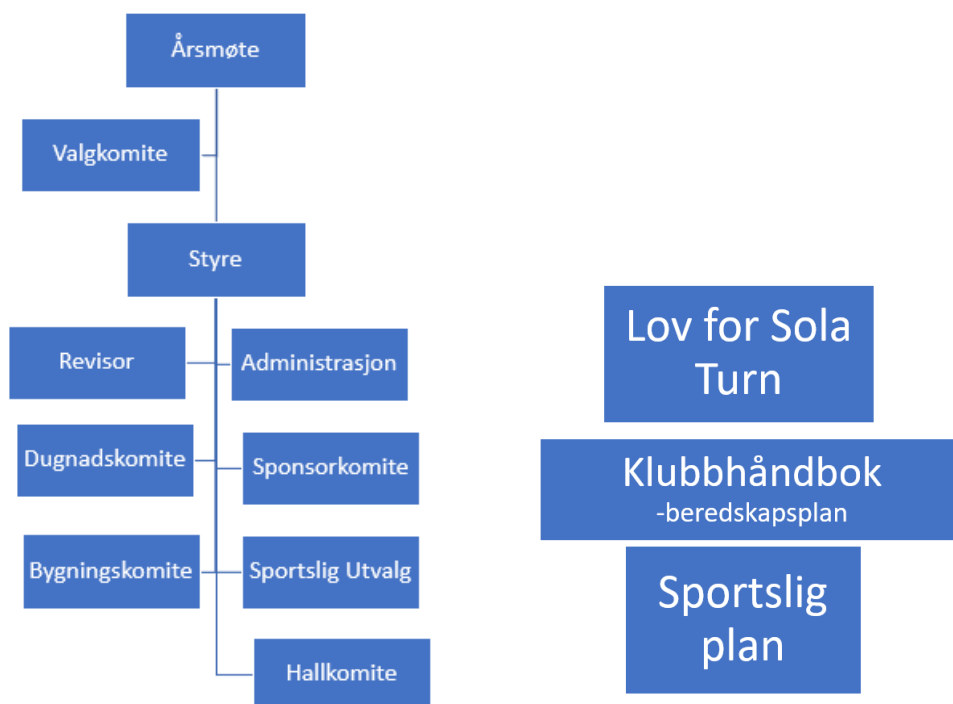 Årsmøte
Valgkomite
Styre
Revisor
Administrasjon
Dugnadskomite
Sponsorkomite
Bygningskomite
Sportslig Utvalg
Hallkomite
Lov for Sola
Turn
Klubbhåndbok
-beredskapsplan
Sportslig
plan